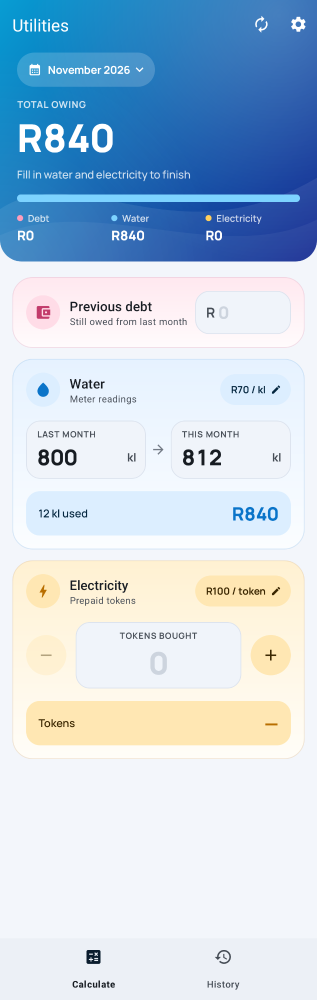 Utilities
November 2026
TOTAL OWING
R840
Fill in water and electricity to finish
Debt
Water
Electricity
R0
R840
R0
Previous debt
Still owed from last month
R 0
Water
Meter readings
R70 / kl
LAST MONTH
800 kl
THIS MONTH
812 kl
12 kl used
R840
Electricity
Prepaid tokens
R100 / token
−
TOKENS BOUGHT
0
+
Tokens
—
Calculate
History